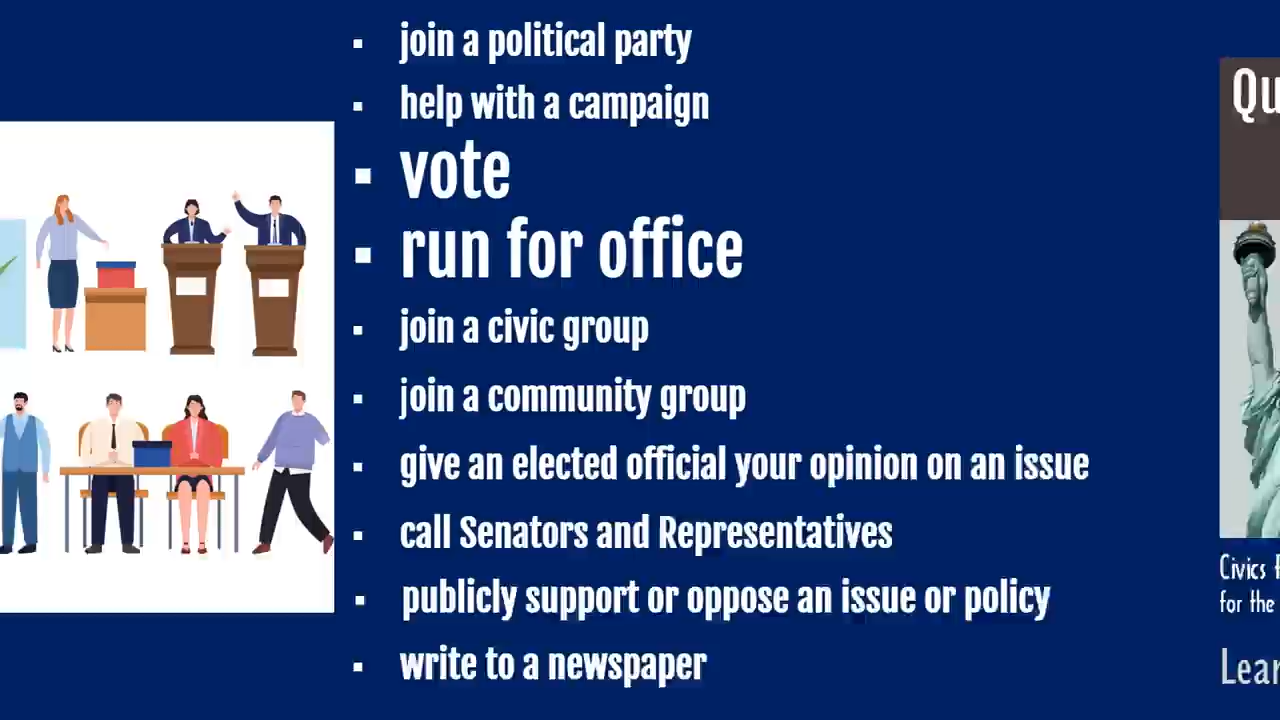 join a political party
help with a campaign
vote
run for office
join a civic group
join a community group
give an elected official your opinion on an issue
call Senators and Representatives
publicly support or oppose an issue or policy
write to a newspaper
Civics
for the